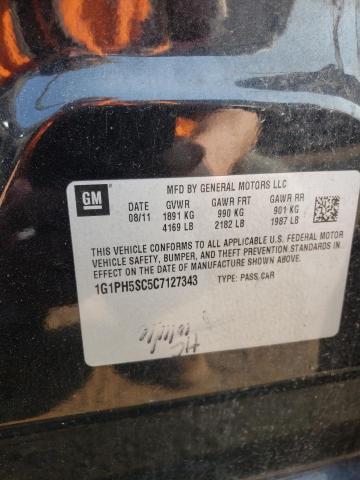 GM
MFD BY GENERAL MOTORS LLC
DATE GVWR GAWR FRT GAWR RR
08/11 1891 KG 990 KG 901 KG
4169 LB 2182 LB 1987 LB
THIS VEHICLE CONFORMS TO ALL APPLICABLE U.S. FEDERAL MOTOR
VEHICLE SAFETY, BUMPER, AND THEFT PREVENTION STANDARDS IN
EFFECT ON THE DATE OF MANUFACTURE SHOWN ABOVE.
1G1PH5SC5C7127343 TYPE: PASS CAR